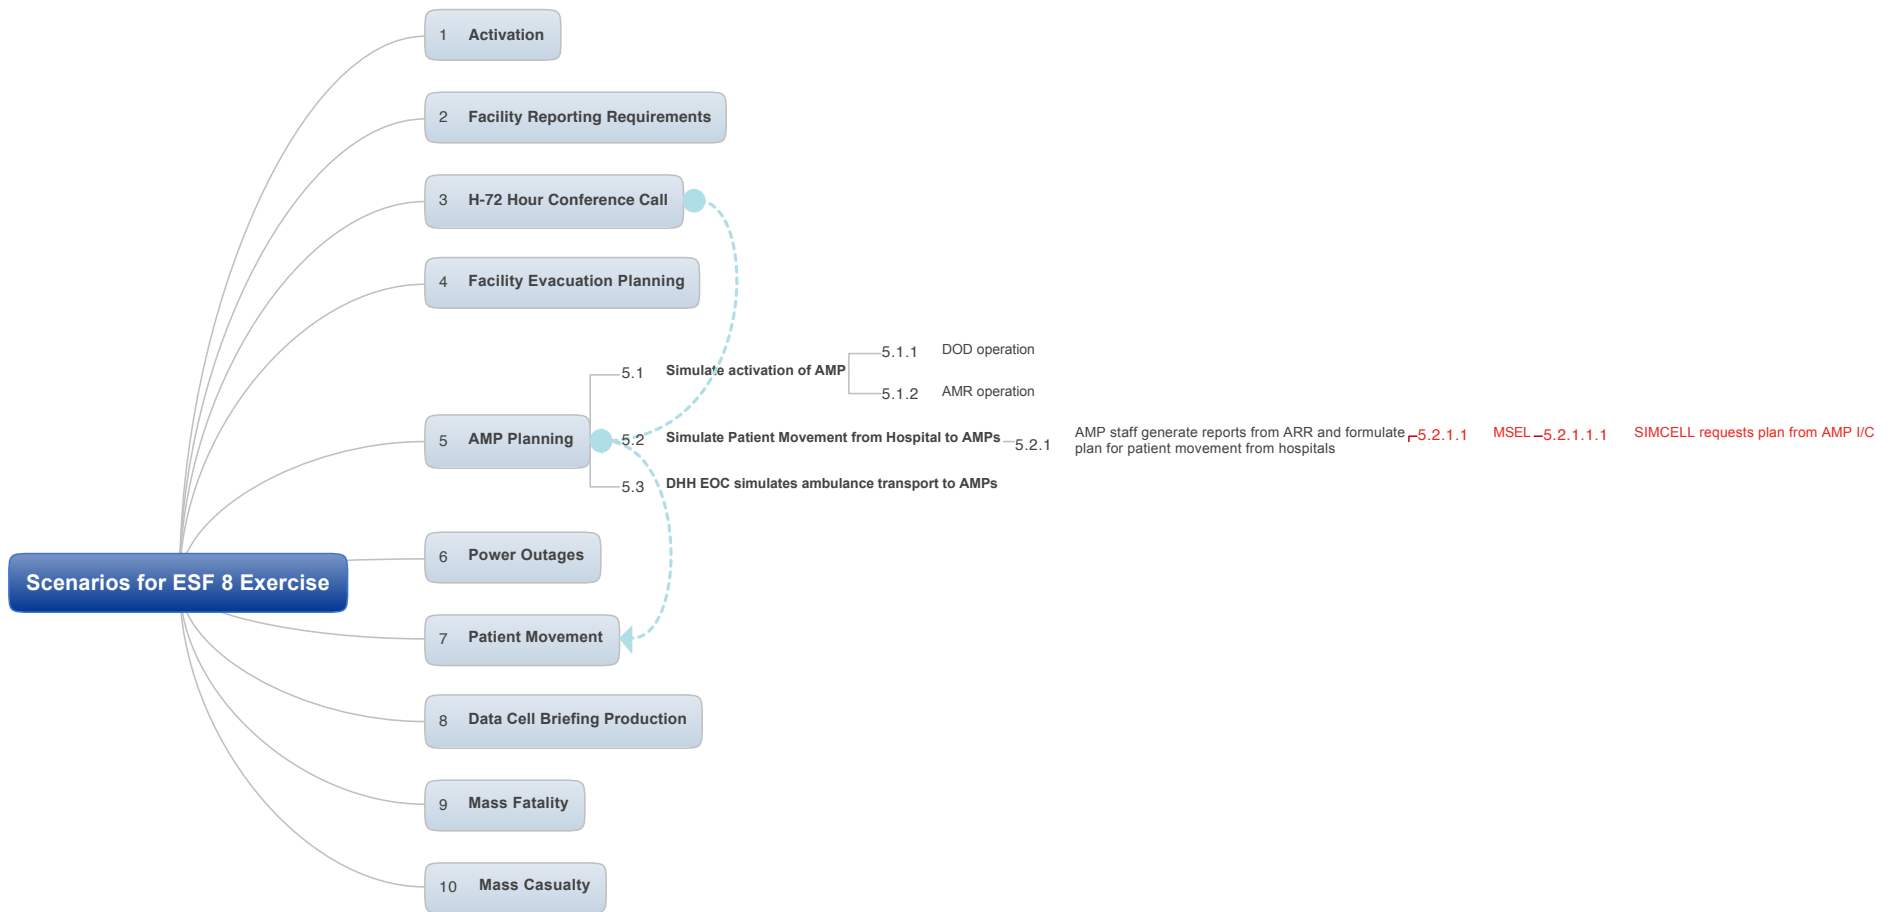 1 Activation
2 Facility Reporting Requirements
3 H-72 Hour Conference Call
4 Facility Evacuation Planning
5 AMP Planning
5.1 Simulate activation of AMP
5.1.1 DOD operation
5.1.2 AMR operation
5.2 Simulate Patient Movement from Hospital to AMPs
5.2.1 AMP staff generate reports from ARR and formulate
plan for patient movement from hospitals
5.2.1.1 MSEL
5.2.1.1.1 SIMCELL requests plan from AMP I/C
5.3 DHH EOC simulates ambulance transport to AMPs
6 Power Outages
Scenarios for ESF 8 Exercise
7 Patient Movement
8 Data Cell Briefing Production
9 Mass Fatality
10 Mass Casualty